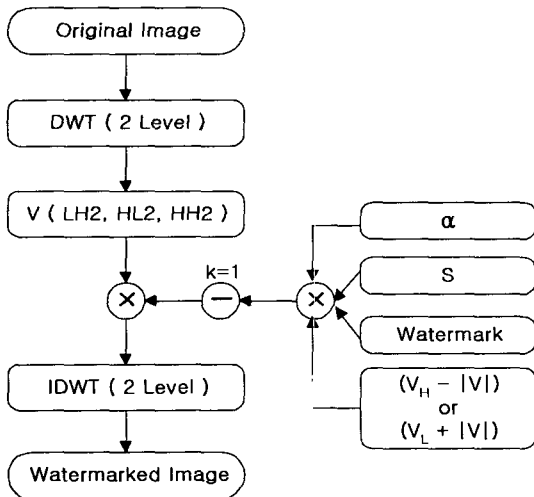 Original Image
DWT ( 2 Level )
V ( LH2, HL2, HH2 )
α
k=1
S
×
−
×
Watermark
IDWT ( 2 Level )
(V_H − |V|)
or
(V_L + |V|)
Watermarked Image